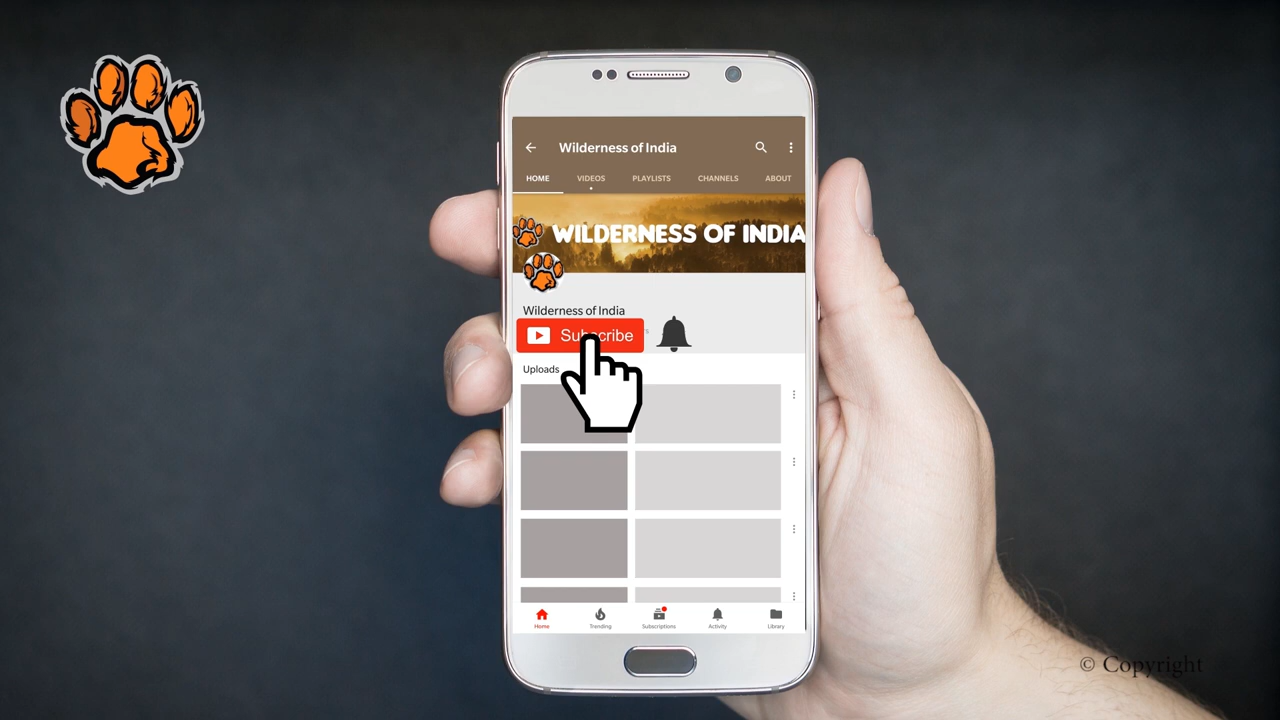 Wilderness of India
HOME VIDEOS PLAYLISTS CHANNELS ABOUT
WILDERNESS OF INDIA
Wilderness of India
Subscribe
Uploads
Home Trending Subscriptions Activity Library
© Copyright